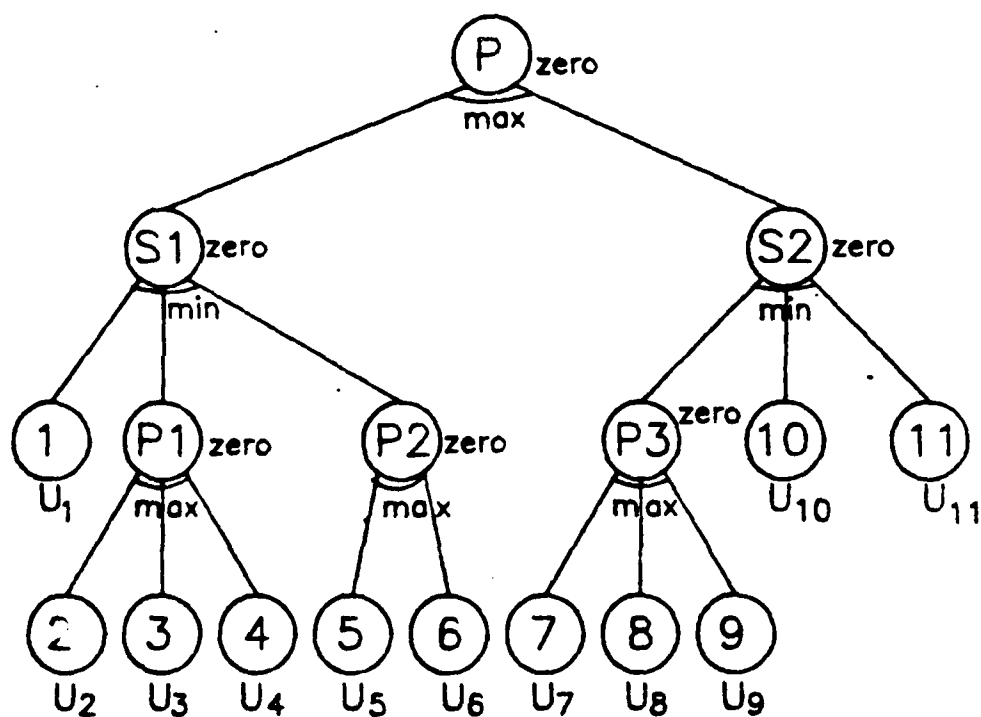 P zero
max
S1 zero
S2 zero
min
min
1
P1 zero
P2 zero
P3 zero
10
11
U1
max
max
max
U10
U11
2
3
4
5
6
7
8
9
U2
U3
U4
U5
U6
U7
U8
U9